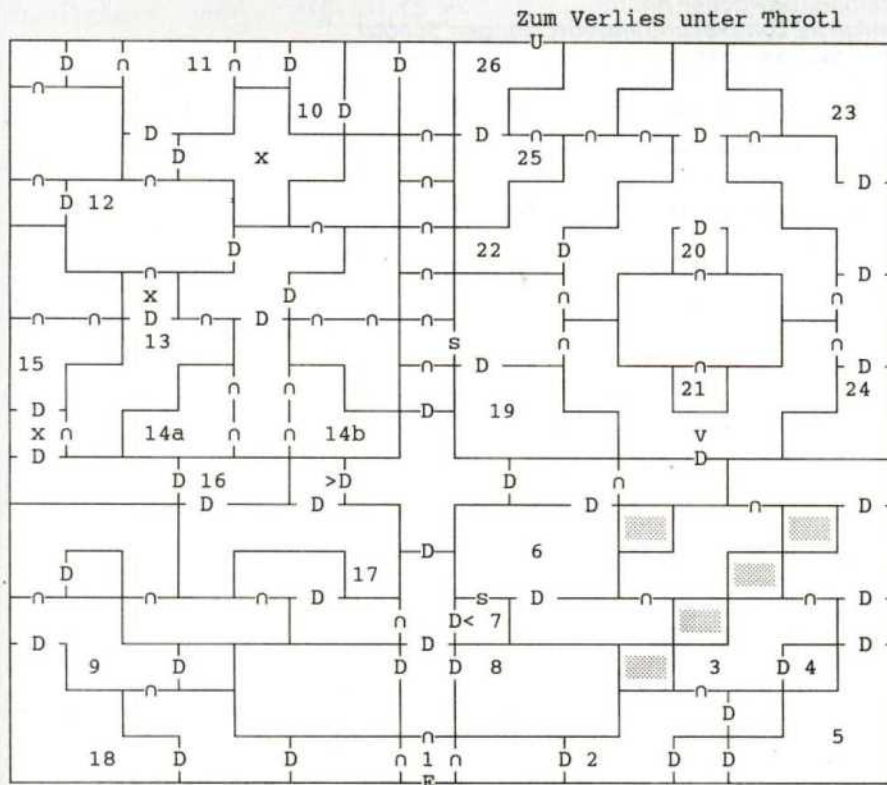 Zum Verlies unter Throtl
U
D ∩ 11 ∩ D D 26
∩ 10 D 23
D ∩ D ∩ ∩ D ∩
D x 25
∩ ∩ ∩ D
D 12
∩ ∩ D
D 22 D 20
∩ ∩ ∩ D
x D ∩ ∩
∩ ∩ D ∩ D ∩ ∩ ∩
13 s ∩ ∩
15 ∩ D ∩ D
∩ ∩ 21 24
D D 19
x ∩ 14a ∩ ∩ 14b v
D D
D 16 >D D ∩
D D D ∩ D
D 6
D 17
∩ ∩ ∩ D s D ∩ ∩ D
∩ D< 7
D D D
9 D D D 8 3 D 4
∩ ∩
D
∩ 5
18 D D ∩ 1 ∩ D 2 D D
E